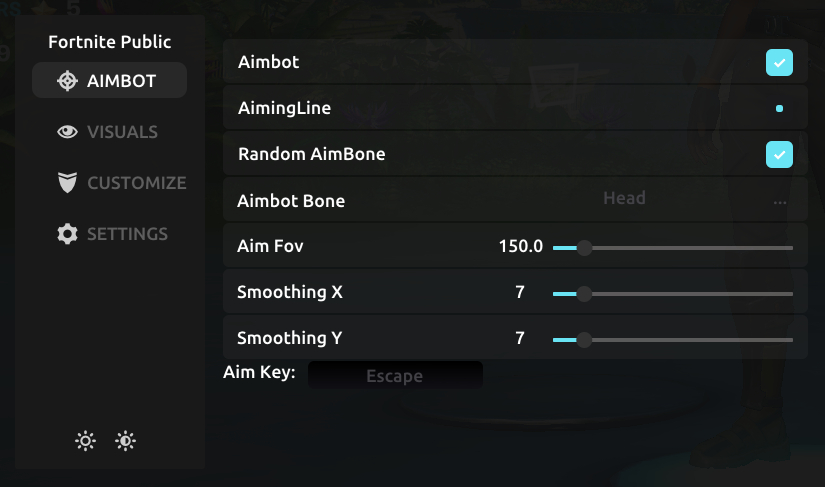 Fortnite Public
AIMBOT
VISUALS
CUSTOMIZE
SETTINGS
Aimbot
AimingLine
Random AimBone
Aimbot Bone Head ...
Aim Fov 150.0
Smoothing X 7
Smoothing Y 7
Aim Key: Escape